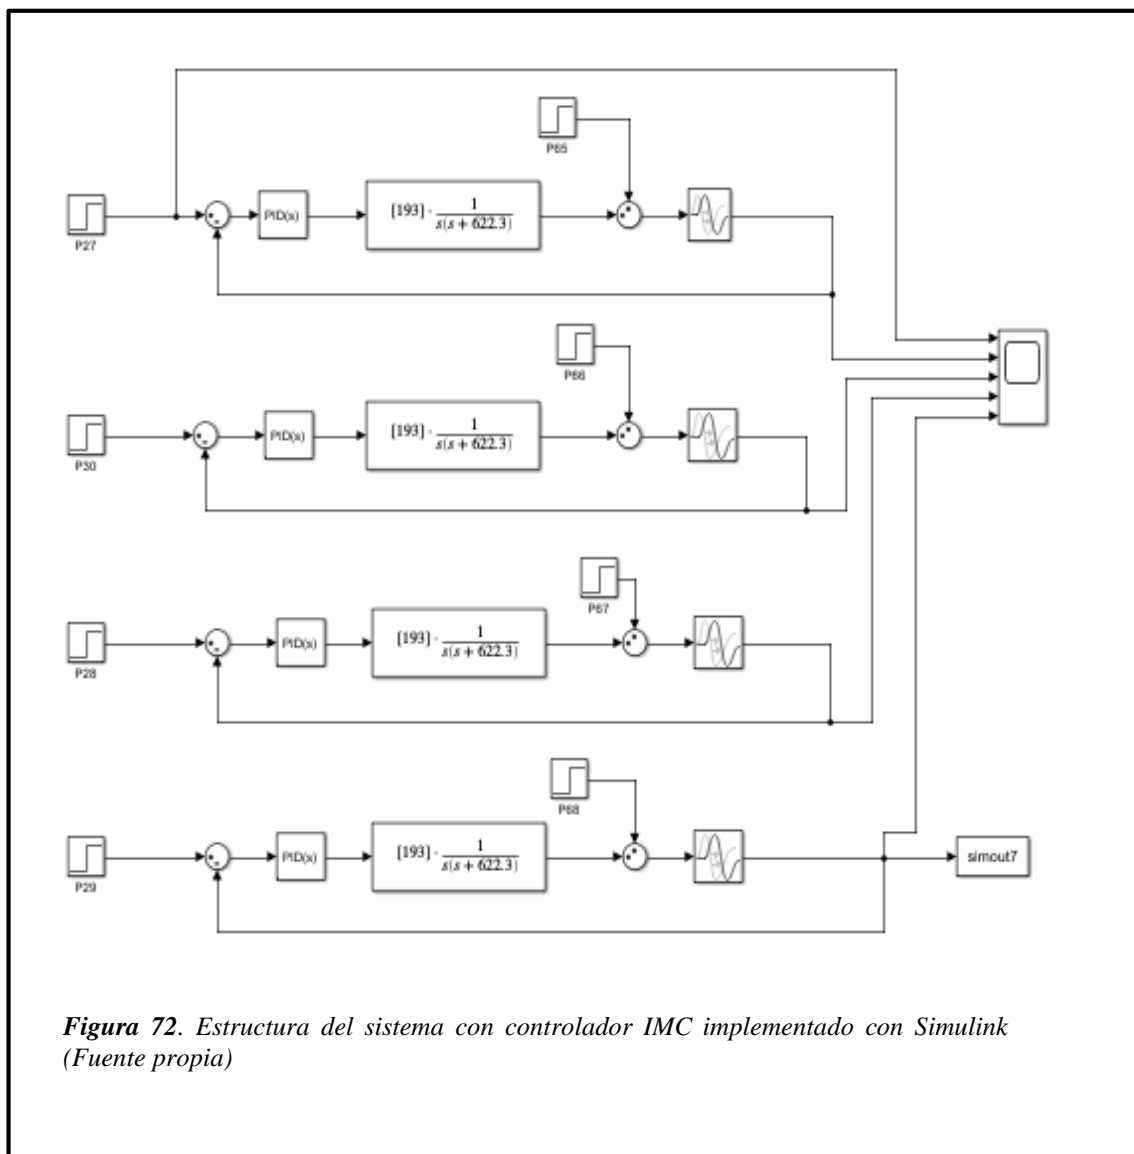 P65
P27
PID(s)
[193] · 1 / s(s + 622.3)
P66
P30
PID(s)
[193] · 1 / s(s + 622.3)
P67
P28
PID(s)
[193] · 1 / s(s + 622.3)
P68
P29
PID(s)
[193] · 1 / s(s + 622.3)
simout7
Figura 72. Estructura del sistema con controlador IMC implementado con Simulink
(Fuente propia)